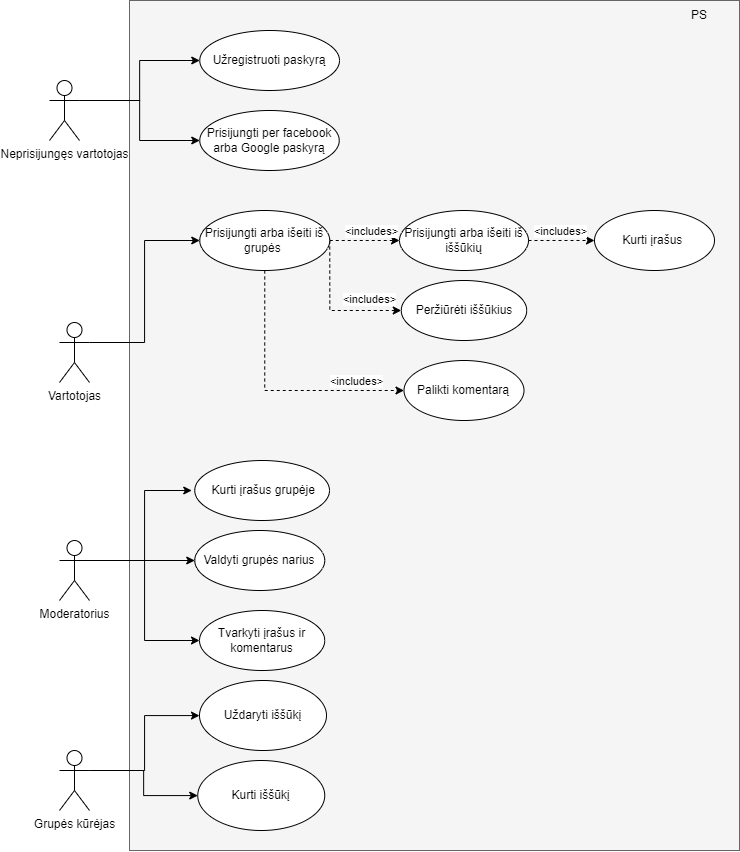 PS
Užregistruoti paskyrą
Prisijungti per facebook
arba Google paskyrą
Neprisijungęs vartotojas
Prisijungti arba išeiti iš
grupės
<includes>
Prisijungti arba išeiti iš
iššūkių
<includes>
Kurti įrašus
<includes>
Peržiūrėti iššūkius
<includes>
Palikti komentarą
Vartotojas
Kurti įrašus grupėje
Valdyti grupės narius
Tvarkyti įrašus ir
komentarus
Moderatorius
Uždaryti iššūkį
Kurti iššūkį
Grupės kūrėjas